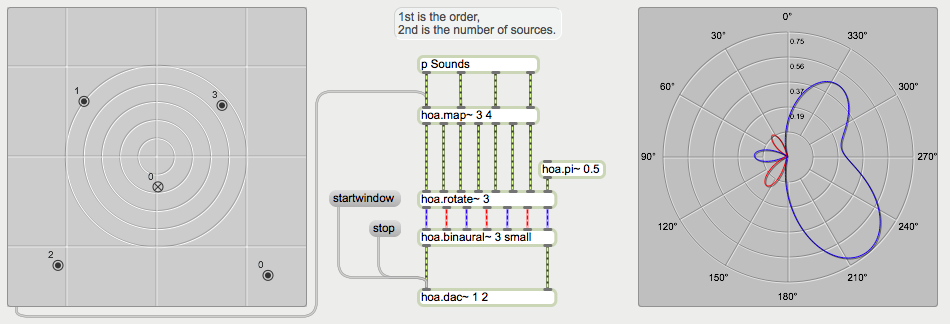 1
3
0
2
0
1st is the order,
2nd is the number of sources.
p Sounds
hoa.map~ 3 4
hoa.pi~ 0.5
startwindow
hoa.rotate~ 3
stop
hoa.binaural~ 3 small
hoa.dac~ 1 2
0°
30°
330°
0.75
60°
0.56
300°
0.37
0.19
90°
270°
120°
240°
150°
210°
180°